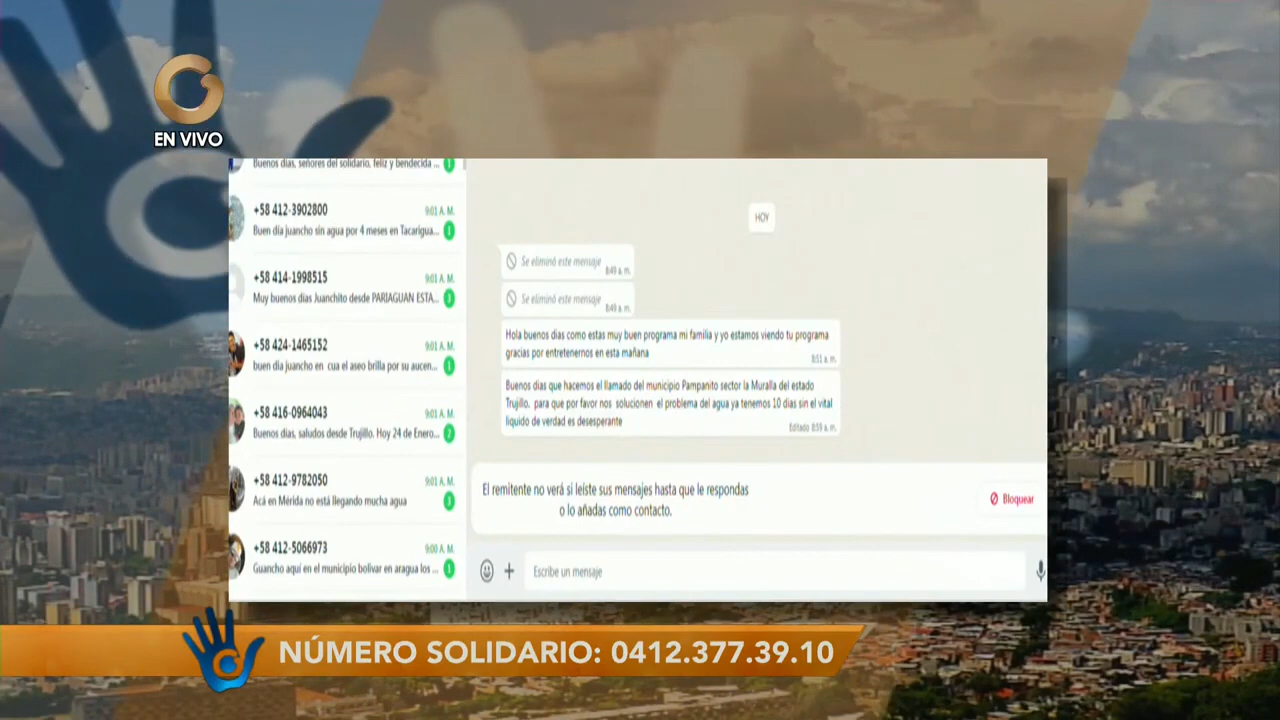 EN VIVO
Buenos días, señores del solidario, feliz y bendecida ... 1
+58 412-3902800 9:01 A. M.
Buen día juancho sin agua por 4 meses en Tacarigua... 1
+58 414-1998515 9:01 A. M.
Muy buenos días Juanchito desde PARIAGUAN ESTA... 3
+58 424-1465152 9:01 A. M.
buen día juancho en cua el aseo brilla por su aucen... 1
+58 416-0964043 9:01 A. M.
Buenos días, saludos desde Trujillo. Hoy 24 de Enero... 2
+58 412-9782050 9:01 A. M.
Acá en Mérida no está llegando mucha agua 1
+58 412-5066973 9:00 A. M.
Guancho aquí en el municipio bolivar en aragua los ... 1
HOY
Se eliminó este mensaje 8:49 a. m.
Se eliminó este mensaje 8:49 a. m.
Hola buenos dias como estas muy buen programa mi familia y yo estamos viendo tu programa
gracias por entretenernos en esta mañana 8:51 a. m.
Buenos dias que hacemos el llamado del municipio Pampanito sector la Muralla del estado
Trujillo. para que por favor nos solucionen el problema del agua ya tenemos 10 dias sin el vital
liquido de verdad es desesperante
Editado 8:59 a. m.
El remitente no verá si leíste sus mensajes hasta que le respondas
o lo añadas como contacto.
Bloquear
Escribe un mensaje
NÚMERO SOLIDARIO: 0412.377.39.10